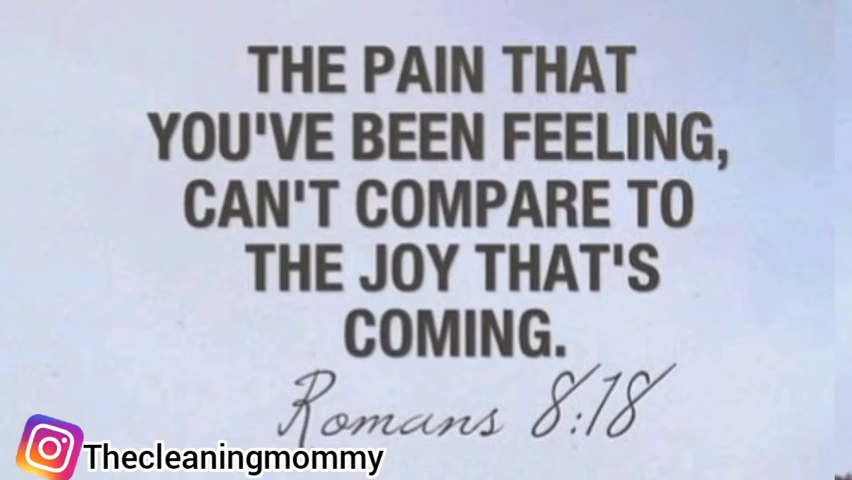 THE PAIN THAT
YOU'VE BEEN FEELING,
CAN'T COMPARE TO
THE JOY THAT'S
COMING.
Romans 8:18
Thecleaningmommy